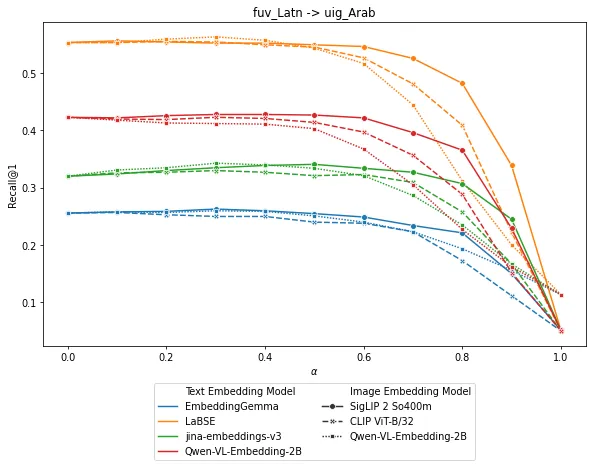 fuv_Latn -> uig_Arab
Recall@1
0.5
0.4
0.3
0.2
0.1
0.0 0.2 0.4 0.6 0.8 1.0
α
Text Embedding Model
EmbeddingGemma
LaBSE
jina-embeddings-v3
Qwen-VL-Embedding-2B
Image Embedding Model
SigLIP 2 So400m
CLIP ViT-B/32
Qwen-VL-Embedding-2B